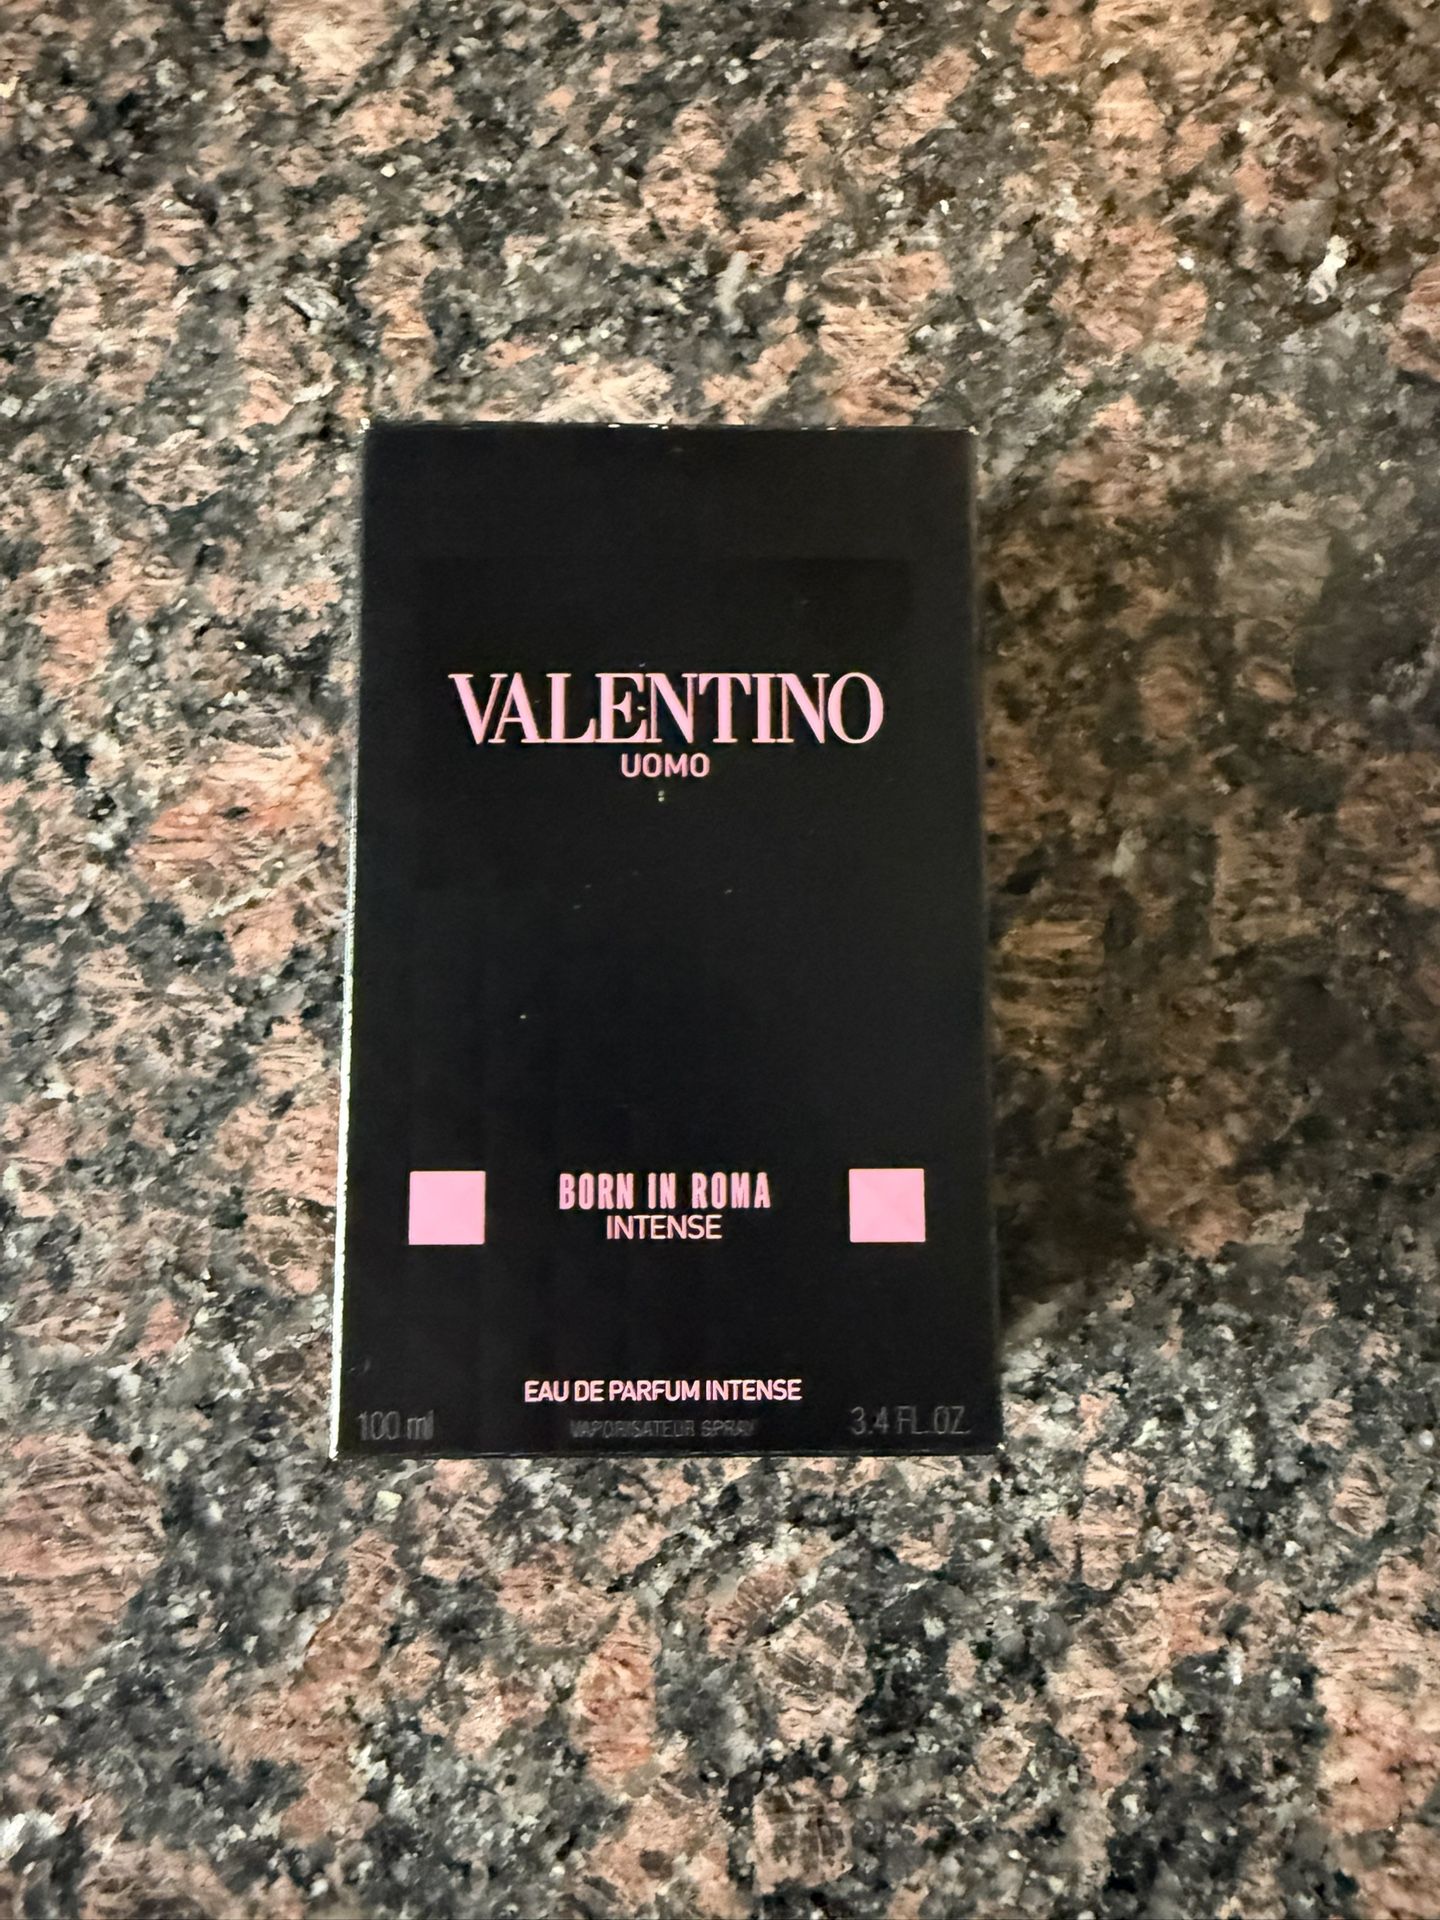 VALENTINO
UOMO
BORN IN ROMA
INTENSE
EAU DE PARFUM INTENSE
100 ml VAPORISATEUR SPRAY 3.4 FL.OZ.